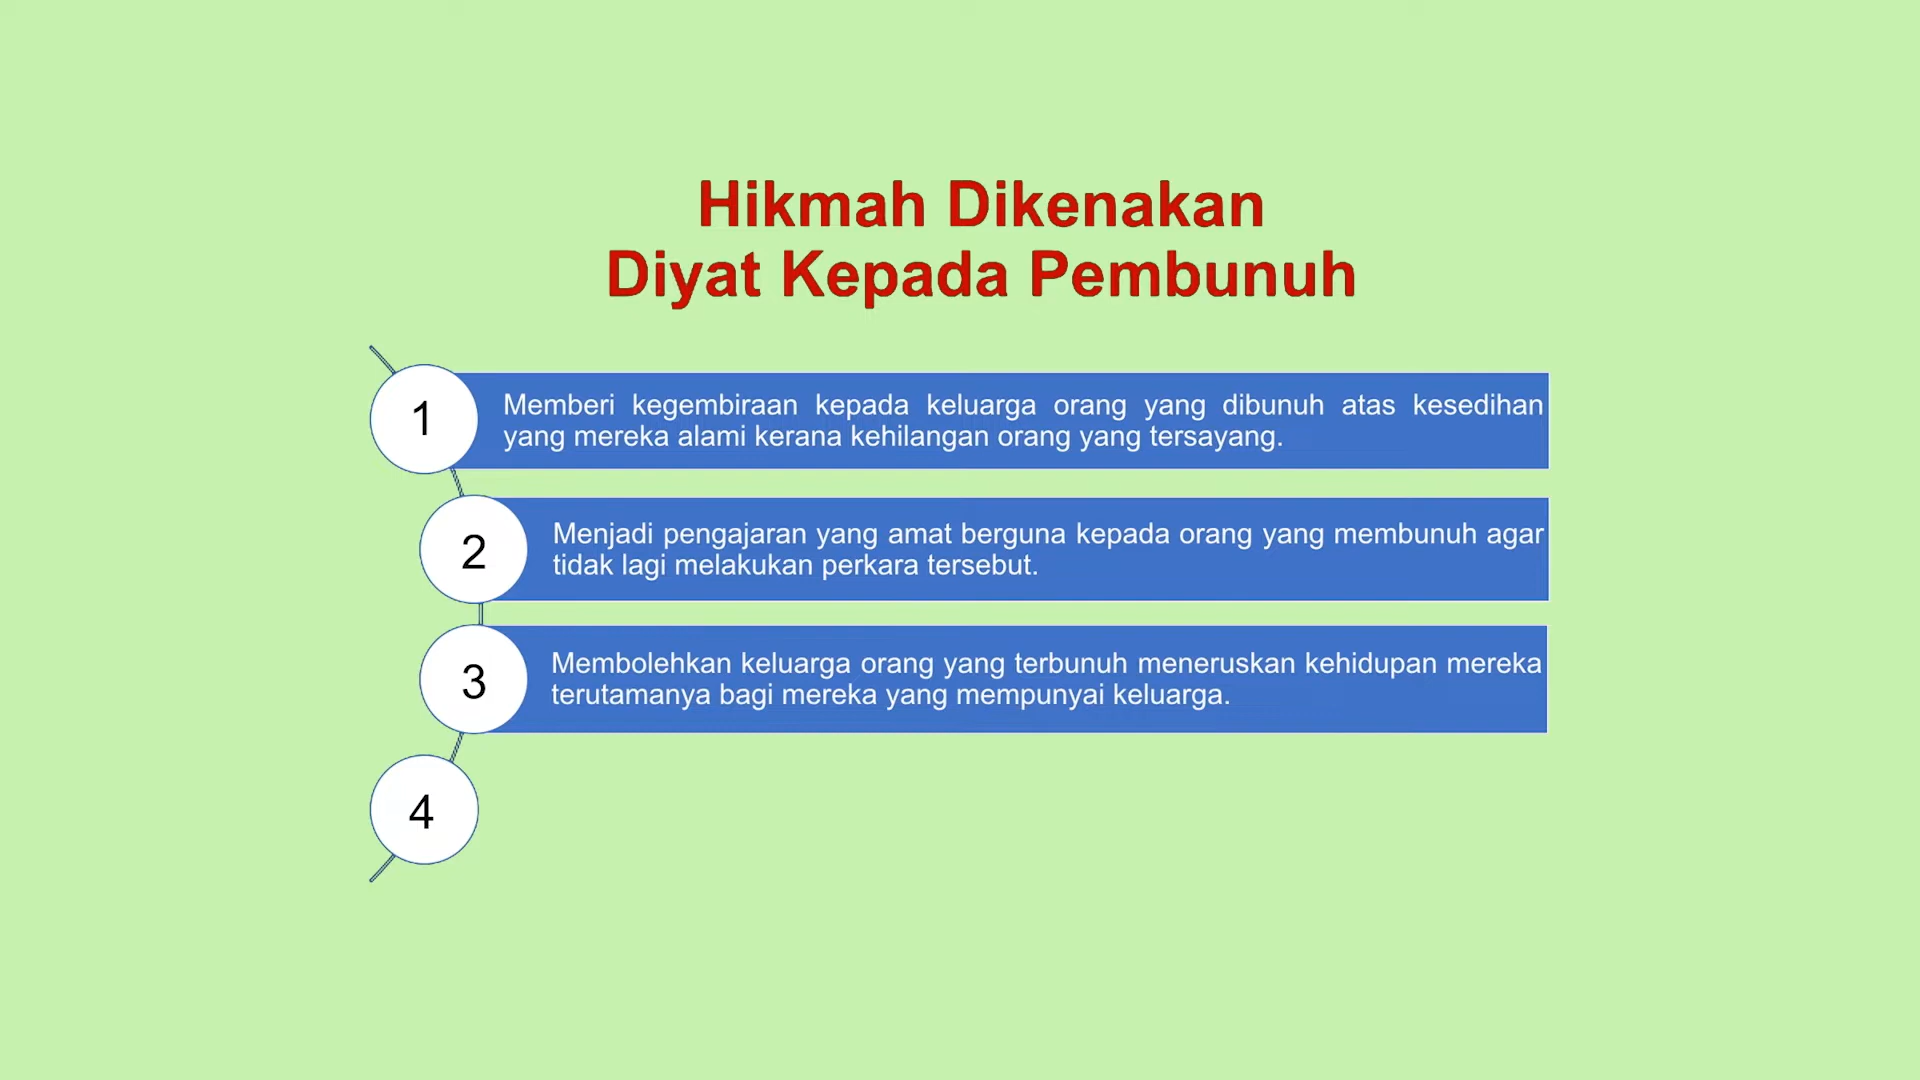 Hikmah Dikenakan
Diyat Kepada Pembunuh
1
Memberi kegembiraan kepada keluarga orang yang dibunuh atas kesedihan
yang mereka alami kerana kehilangan orang yang tersayang.
2
Menjadi pengajaran yang amat berguna kepada orang yang membunuh agar
tidak lagi melakukan perkara tersebut.
3
Membolehkan keluarga orang yang terbunuh meneruskan kehidupan mereka
terutamanya bagi mereka yang mempunyai keluarga.
4